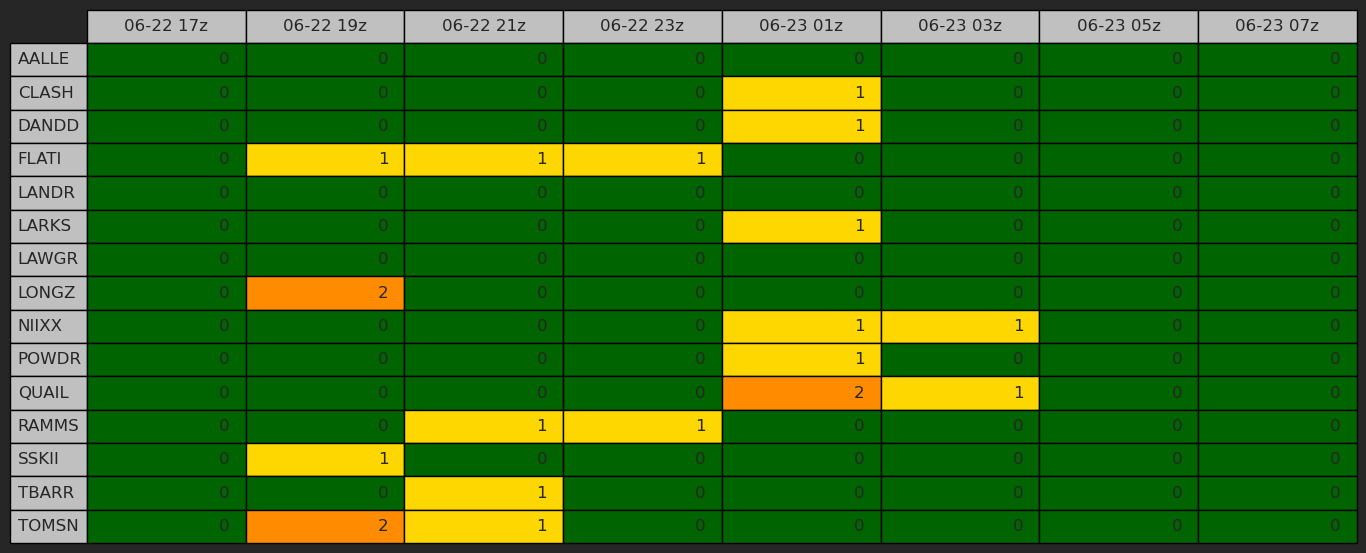 06-22 17z 06-22 19z 06-22 21z 06-22 23z 06-23 01z 06-23 03z 06-23 05z 06-23 07z
AALLE 0 0 0 0 0 0 0 0
CLASH 0 0 0 0 1 0 0 0
DANDD 0 0 0 0 1 0 0 0
FLATI 0 1 1 1 0 0 0 0
LANDR 0 0 0 0 0 0 0 0
LARKS 0 0 0 0 1 0 0 0
LAWGR 0 0 0 0 0 0 0 0
LONGZ 0 2 0 0 0 0 0 0
NIIXX 0 0 0 0 1 1 0 0
POWDR 0 0 0 0 1 0 0 0
QUAIL 0 0 0 0 2 1 0 0
RAMMS 0 0 1 1 0 0 0 0
SSKII 0 1 0 0 0 0 0 0
TBARR 0 0 1 0 0 0 0 0
TOMSN 0 2 1 0 0 0 0 0